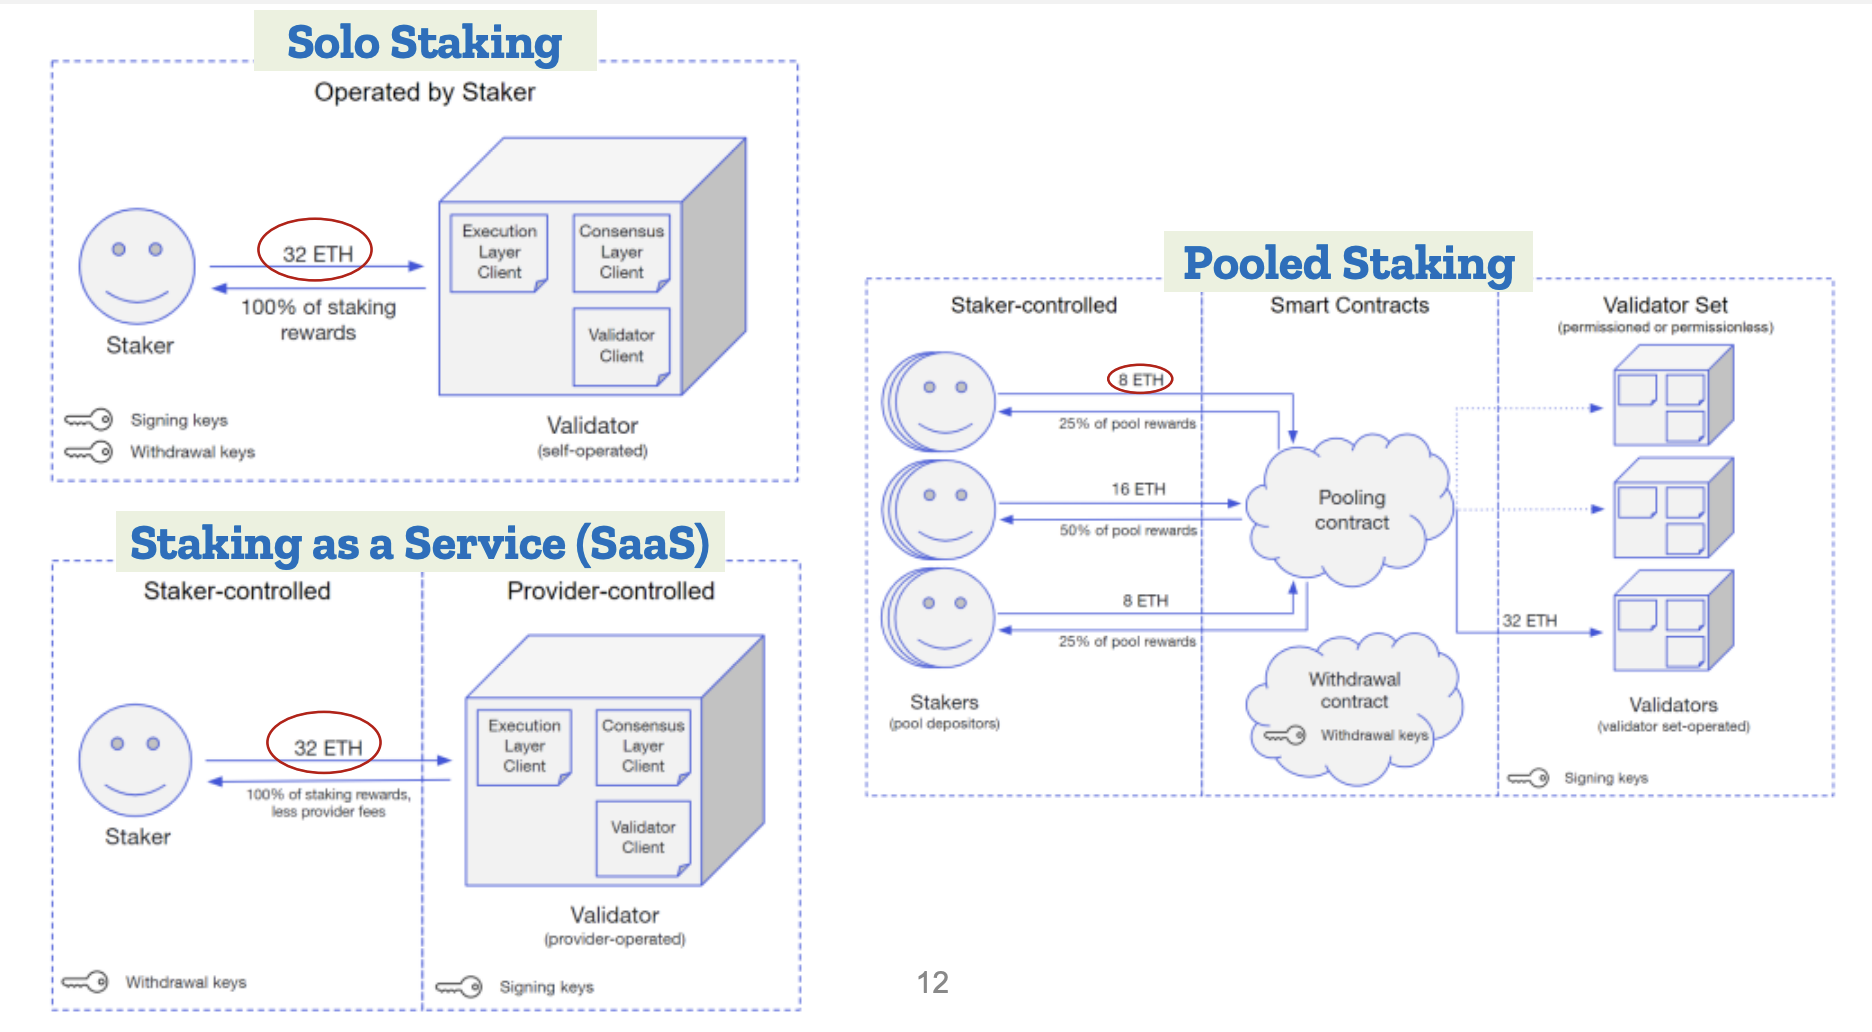 Solo Staking
Operated by Staker
32 ETH
100% of staking
rewards
Staker
Execution
Layer
Client
Consensus
Layer
Client
Validator
Client
Signing keys
Withdrawal keys
Validator
(self-operated)
Staking as a Service (SaaS)
Staker-controlled
Provider-controlled
32 ETH
100% of staking rewards,
less provider fees
Staker
Execution
Layer
Client
Consensus
Layer
Client
Validator
Client
Validator
(provider-operated)
Withdrawal keys
Signing keys
Pooled Staking
Staker-controlled
Smart Contracts
Validator Set
(permissioned or permissionless)
8 ETH
25% of pool rewards
16 ETH
50% of pool rewards
8 ETH
25% of pool rewards
Stakers
(pool depositors)
Pooling
contract
Withdrawal
contract
Withdrawal keys
32 ETH
Validators
(validator set-operated)
Signing keys
12